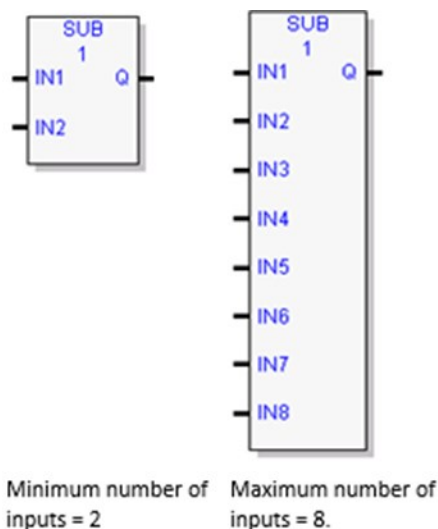 SUB
1
IN1 Q
IN2
SUB
1
IN1 Q
IN2
IN3
IN4
IN5
IN6
IN7
IN8
Minimum number of
inputs = 2
Maximum number of
inputs = 8.